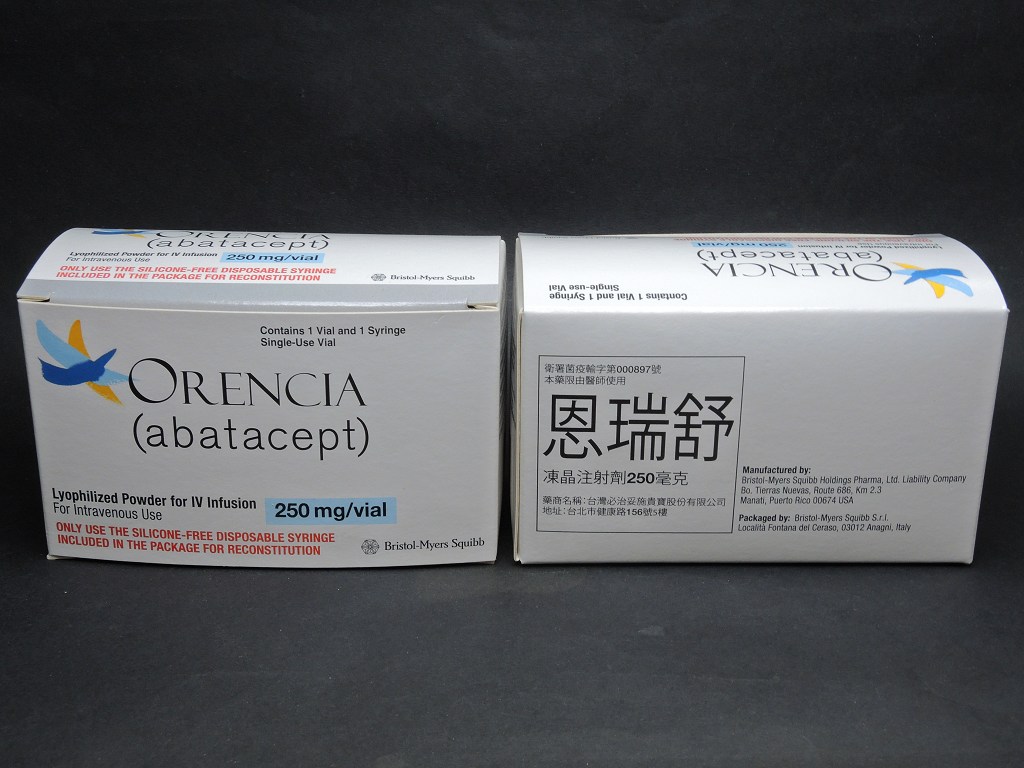 ORENCIA
(abatacept)
Lyophilized Powder for IV Infusion
250 mg/vial
For Intravenous Use
ONLY USE THE SILICONE-FREE DISPOSABLE SYRINGE
INCLUDED IN THE PACKAGE FOR RECONSTITUTION
Bristol-Myers Squibb
Contains 1 Vial and 1 Syringe
Single-Use Vial
ORENCIA
(abatacept)
Lyophilized Powder for IV Infusion
For Intravenous Use
250 mg/vial
ONLY USE THE SILICONE-FREE DISPOSABLE SYRINGE
INCLUDED IN THE PACKAGE FOR RECONSTITUTION
Bristol-Myers Squibb
Lyophilized Powder for IV Infusion
250 mg/vial
(abatacept)
ORENCIA
Contains 1 Vial and 1 Syringe
Single-use Vial
衛署菌疫輸字第000897號
本藥限由醫師使用
恩瑞舒
凍晶注射劑250毫克
藥商名稱:台灣必治妥施貴寶股份有限公司
地址:台北市健康路156號5樓
Manufactured by:
Bristol-Myers Squibb Holdings Pharma, Ltd. Liability Company
Bo. Tierras Nuevas, Route 686, Km 2.3
Manati, Puerto Rico 00674 USA
Packaged by: Bristol-Myers Squibb S.r.l.
Località Fontana del Ceraso, 03012 Anagni, Italy